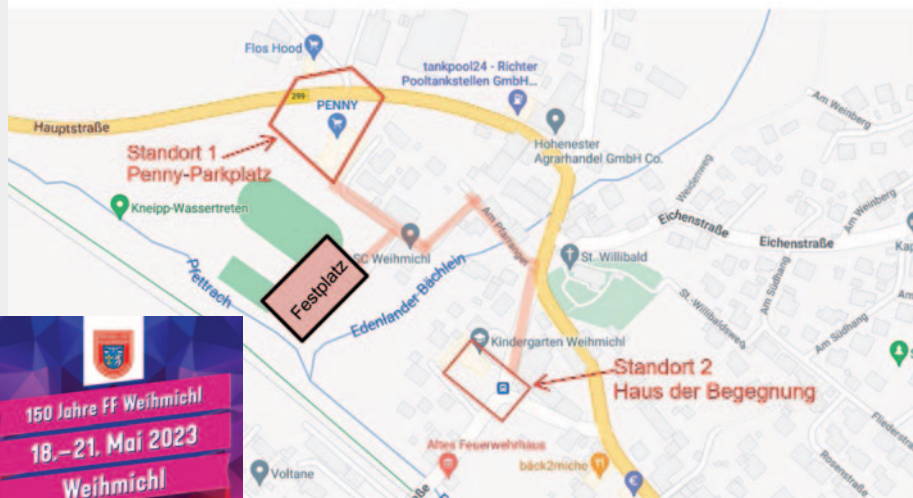 Flos Hood
tankpool24 - Richter
Pooltankstellen GmbH...
299
PENNY
Hauptstraße
Am Weinberg
Hohenester
Agrarhandel GmbH Co.
Standort 1
Penny-Parkplatz
Weidenweg
Kneipp-Wassertreten
Am Pfarrangel
Eichenstraße
Eichenstraße
Am Weinberg
SC Weihmichl
St. Willibald
Festplatz
Pfettrach
Edenlander Bächlein
Am Südhang
St.-Willibaldsweg
Am Südhang
Kindergarten Weihmichl
Standort 2
Haus der Begegnung
150 Jahre FF Weihmichl
18.–21. Mai 2023
Weihmichl
Altes Feuerwehrhaus
bäck2miche
Voltane
€
Rosenstraße